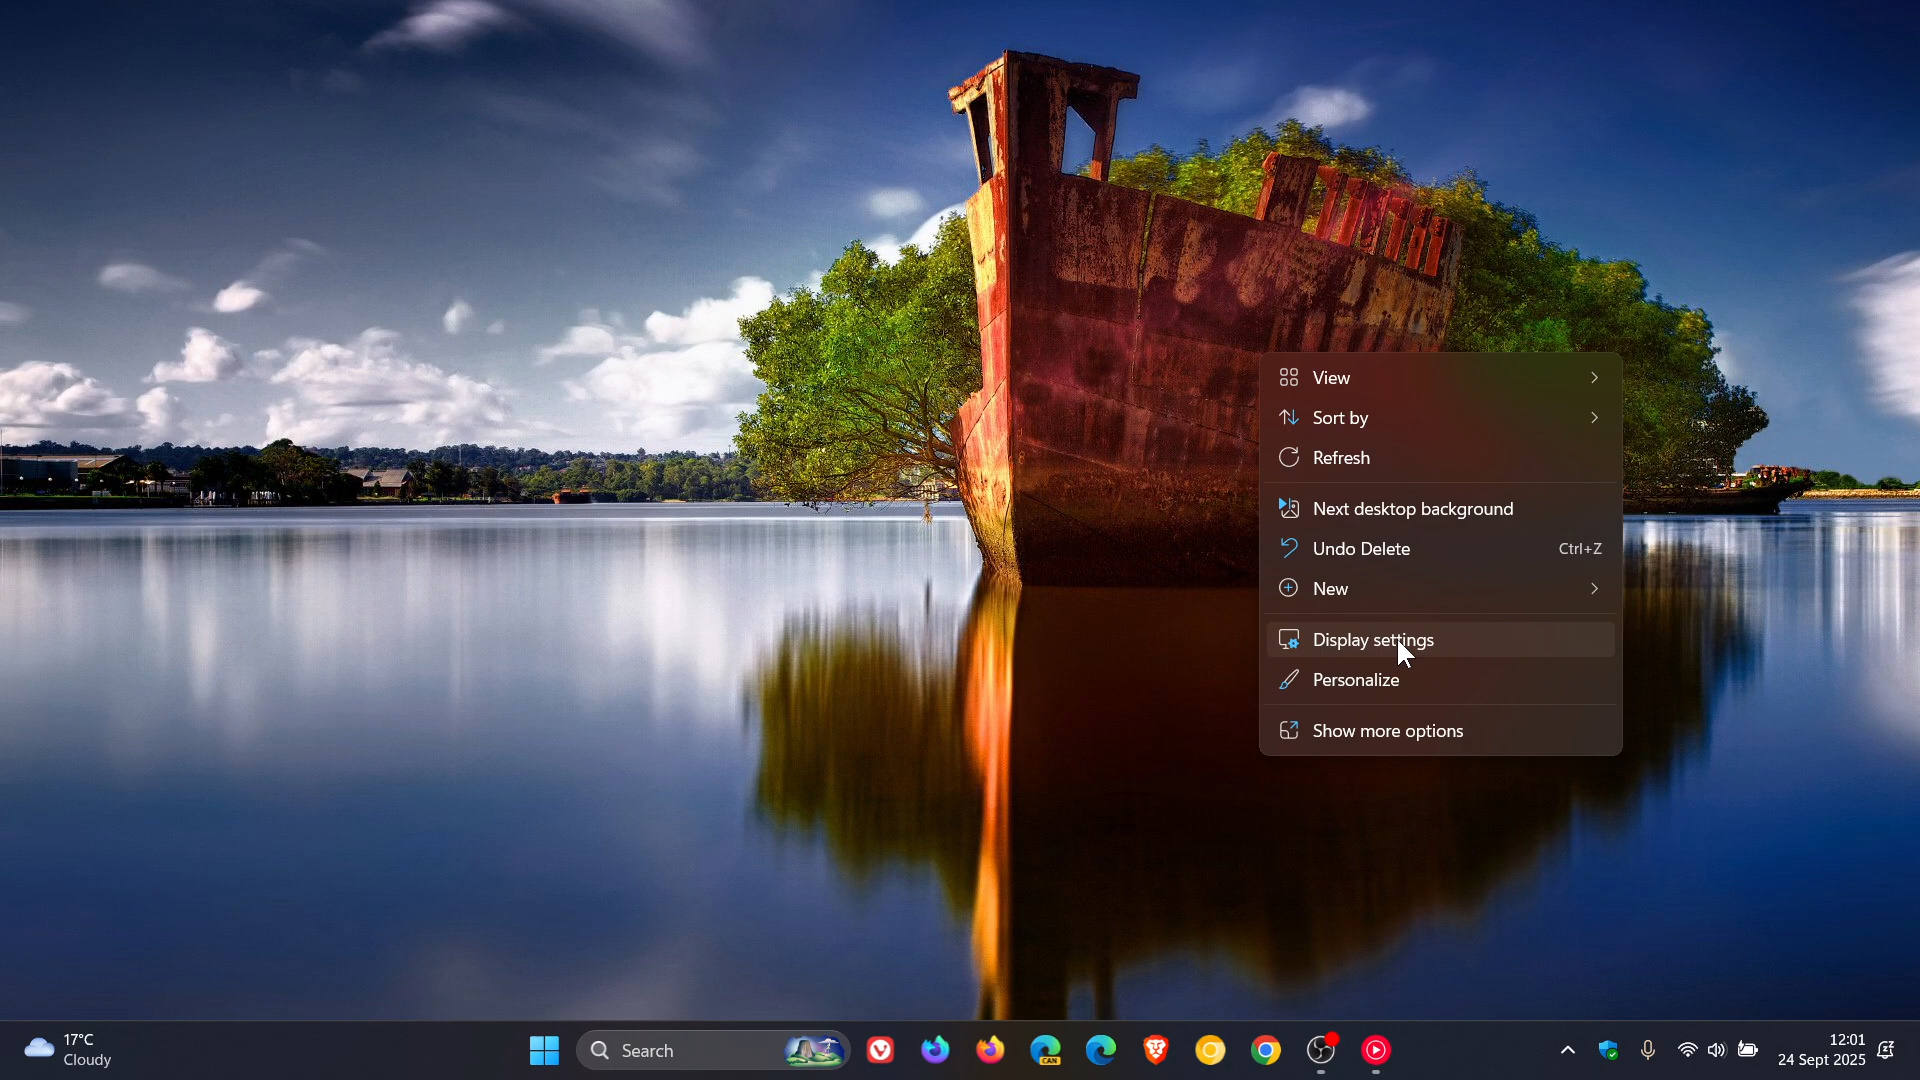 View
Sort by
Refresh
Next desktop background
Undo Delete Ctrl+Z
New
Display settings
Personalize
Show more options
17°C
Cloudy
Search
CAN
12:01
24 Sept 2025